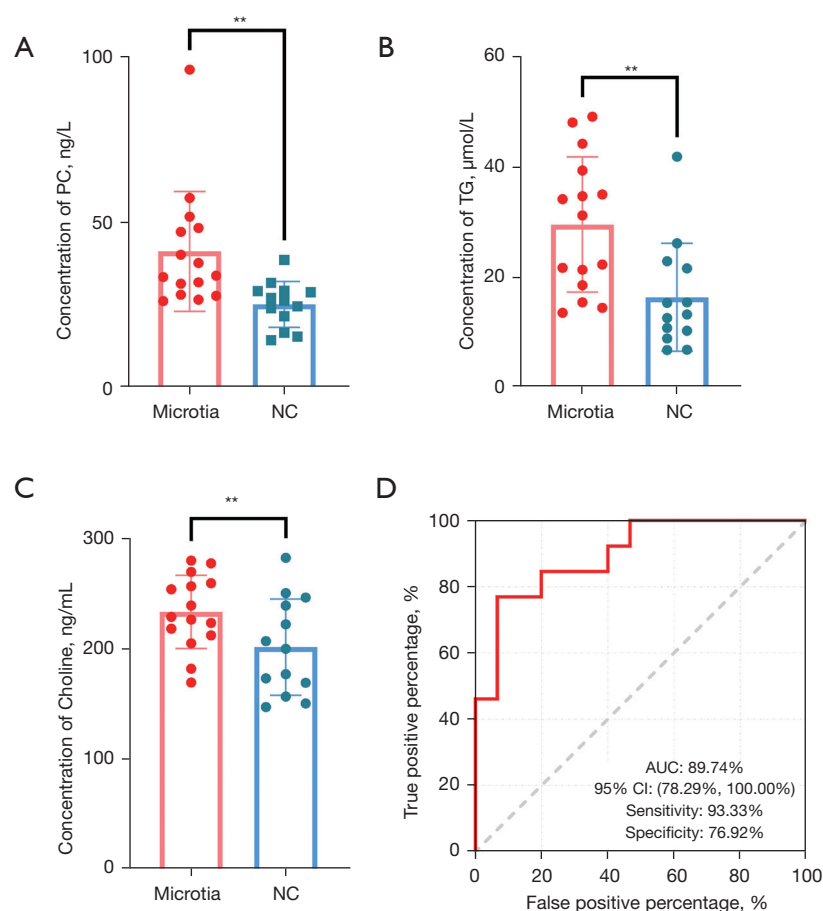 A
**
100
50
0
Concentration of PC, ng/L
Microtia
NC
B
**
60
40
20
0
Concentration of TG, μmol/L
Microtia
NC
C
**
300
200
100
0
Concentration of Choline, ng/mL
Microtia
NC
D
100
80
60
40
20
0
True positive percentage, %
AUC: 89.74%
95% CI: (78.29%, 100.00%)
Sensitivity: 93.33%
Specificity: 76.92%
0
20
40
60
80
100
False positive percentage, %